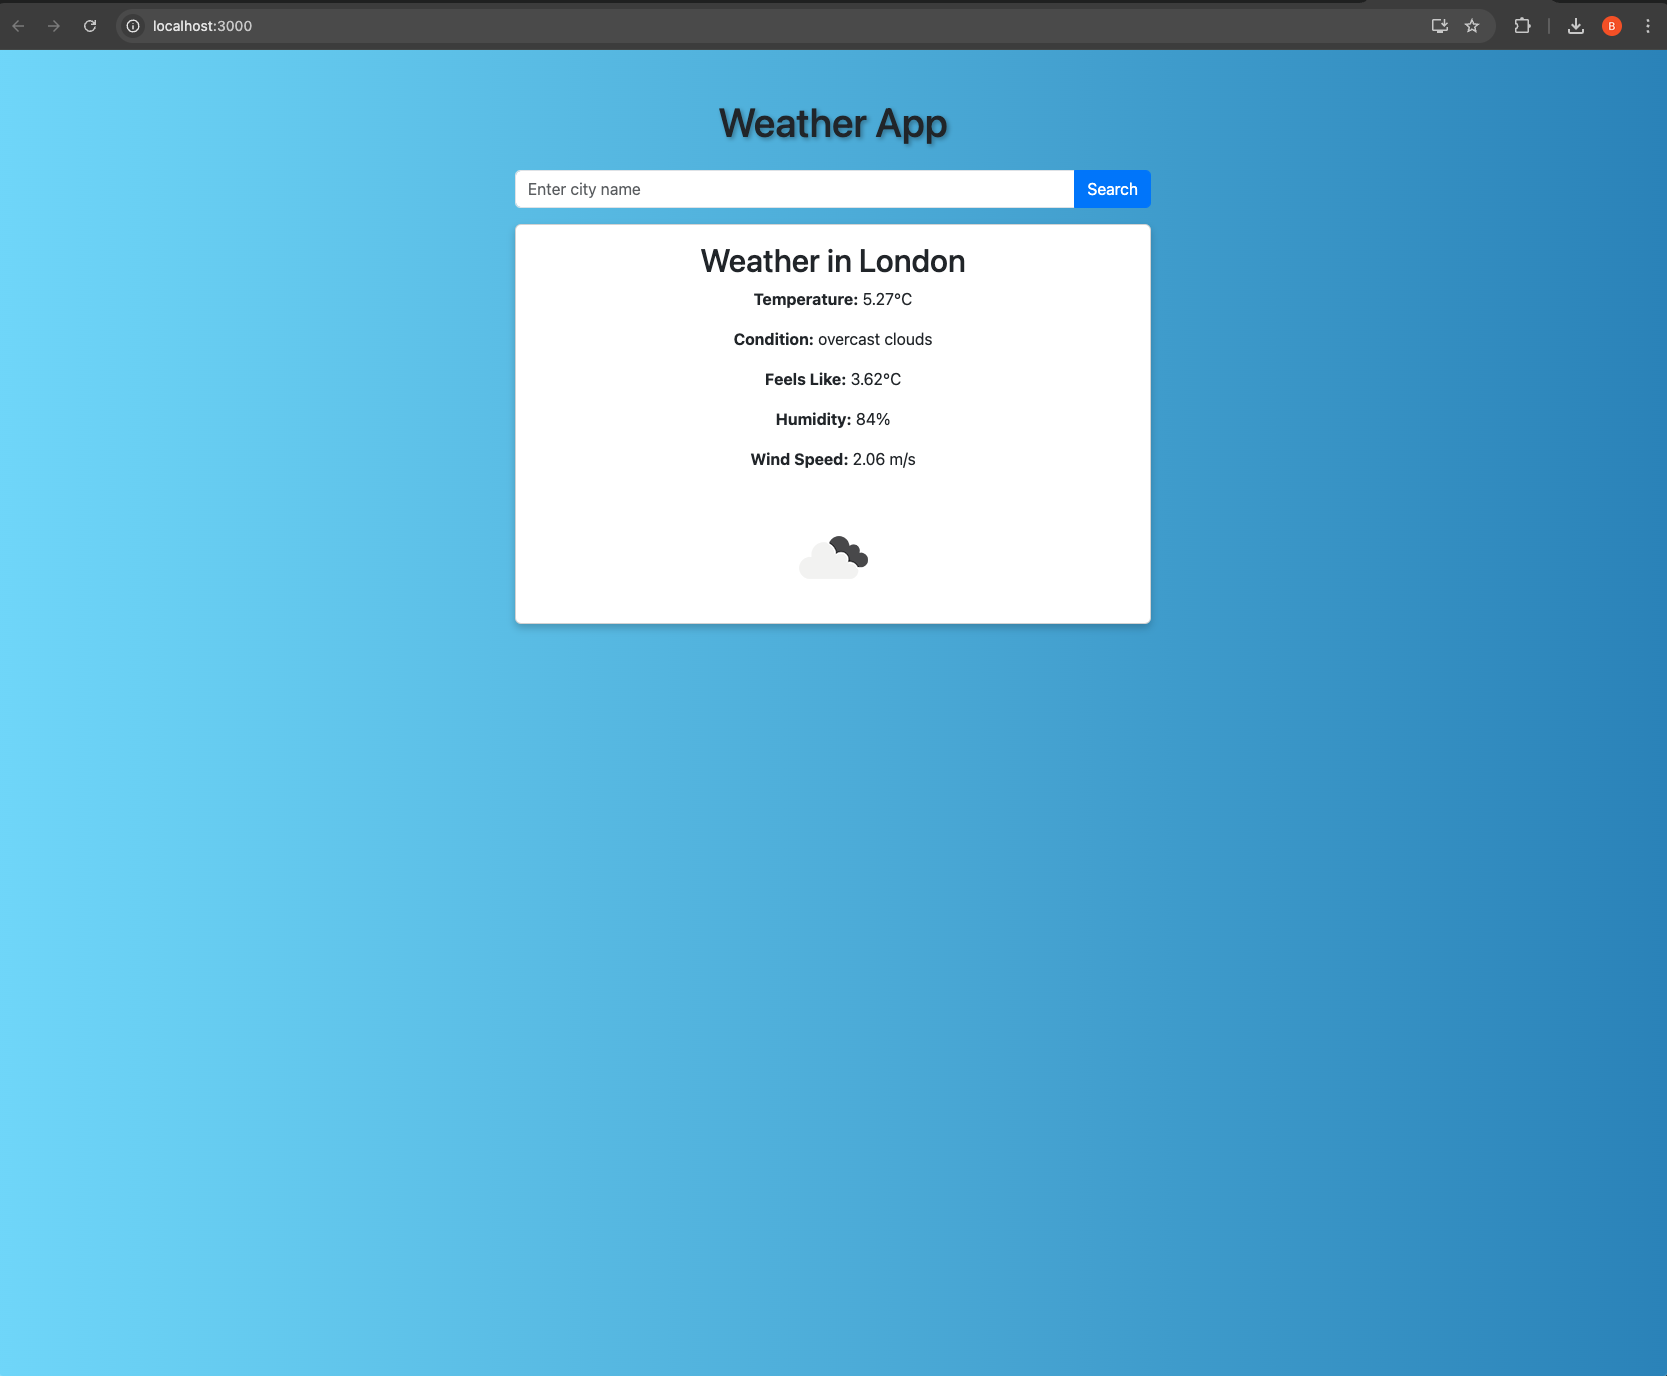 localhost:3000
B
Weather App
Enter city name Search
Weather in London
Temperature: 5.27°C
Condition: overcast clouds
Feels Like: 3.62°C
Humidity: 84%
Wind Speed: 2.06 m/s